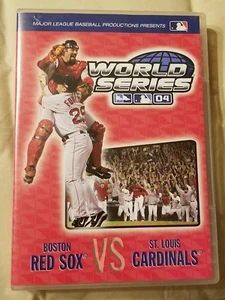 MAJOR LEAGUE BASEBALL PRODUCTIONS PRESENTS
WORLD
SERIES
04
BOSTON
RED SOX
VS
ST. LOUIS
CARDINALS